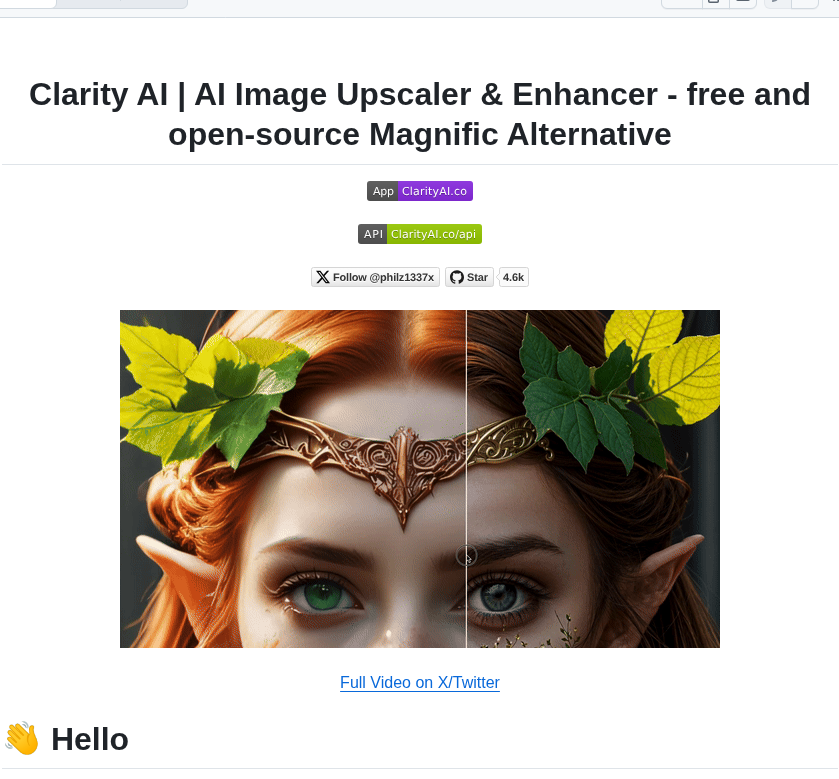 Clarity AI | AI Image Upscaler & Enhancer - free and
open-source Magnific Alternative
App ClarityAI.co
API ClarityAI.co/api
Follow @philz1337x Star 4.6k
Full Video on X/Twitter
👋 Hello